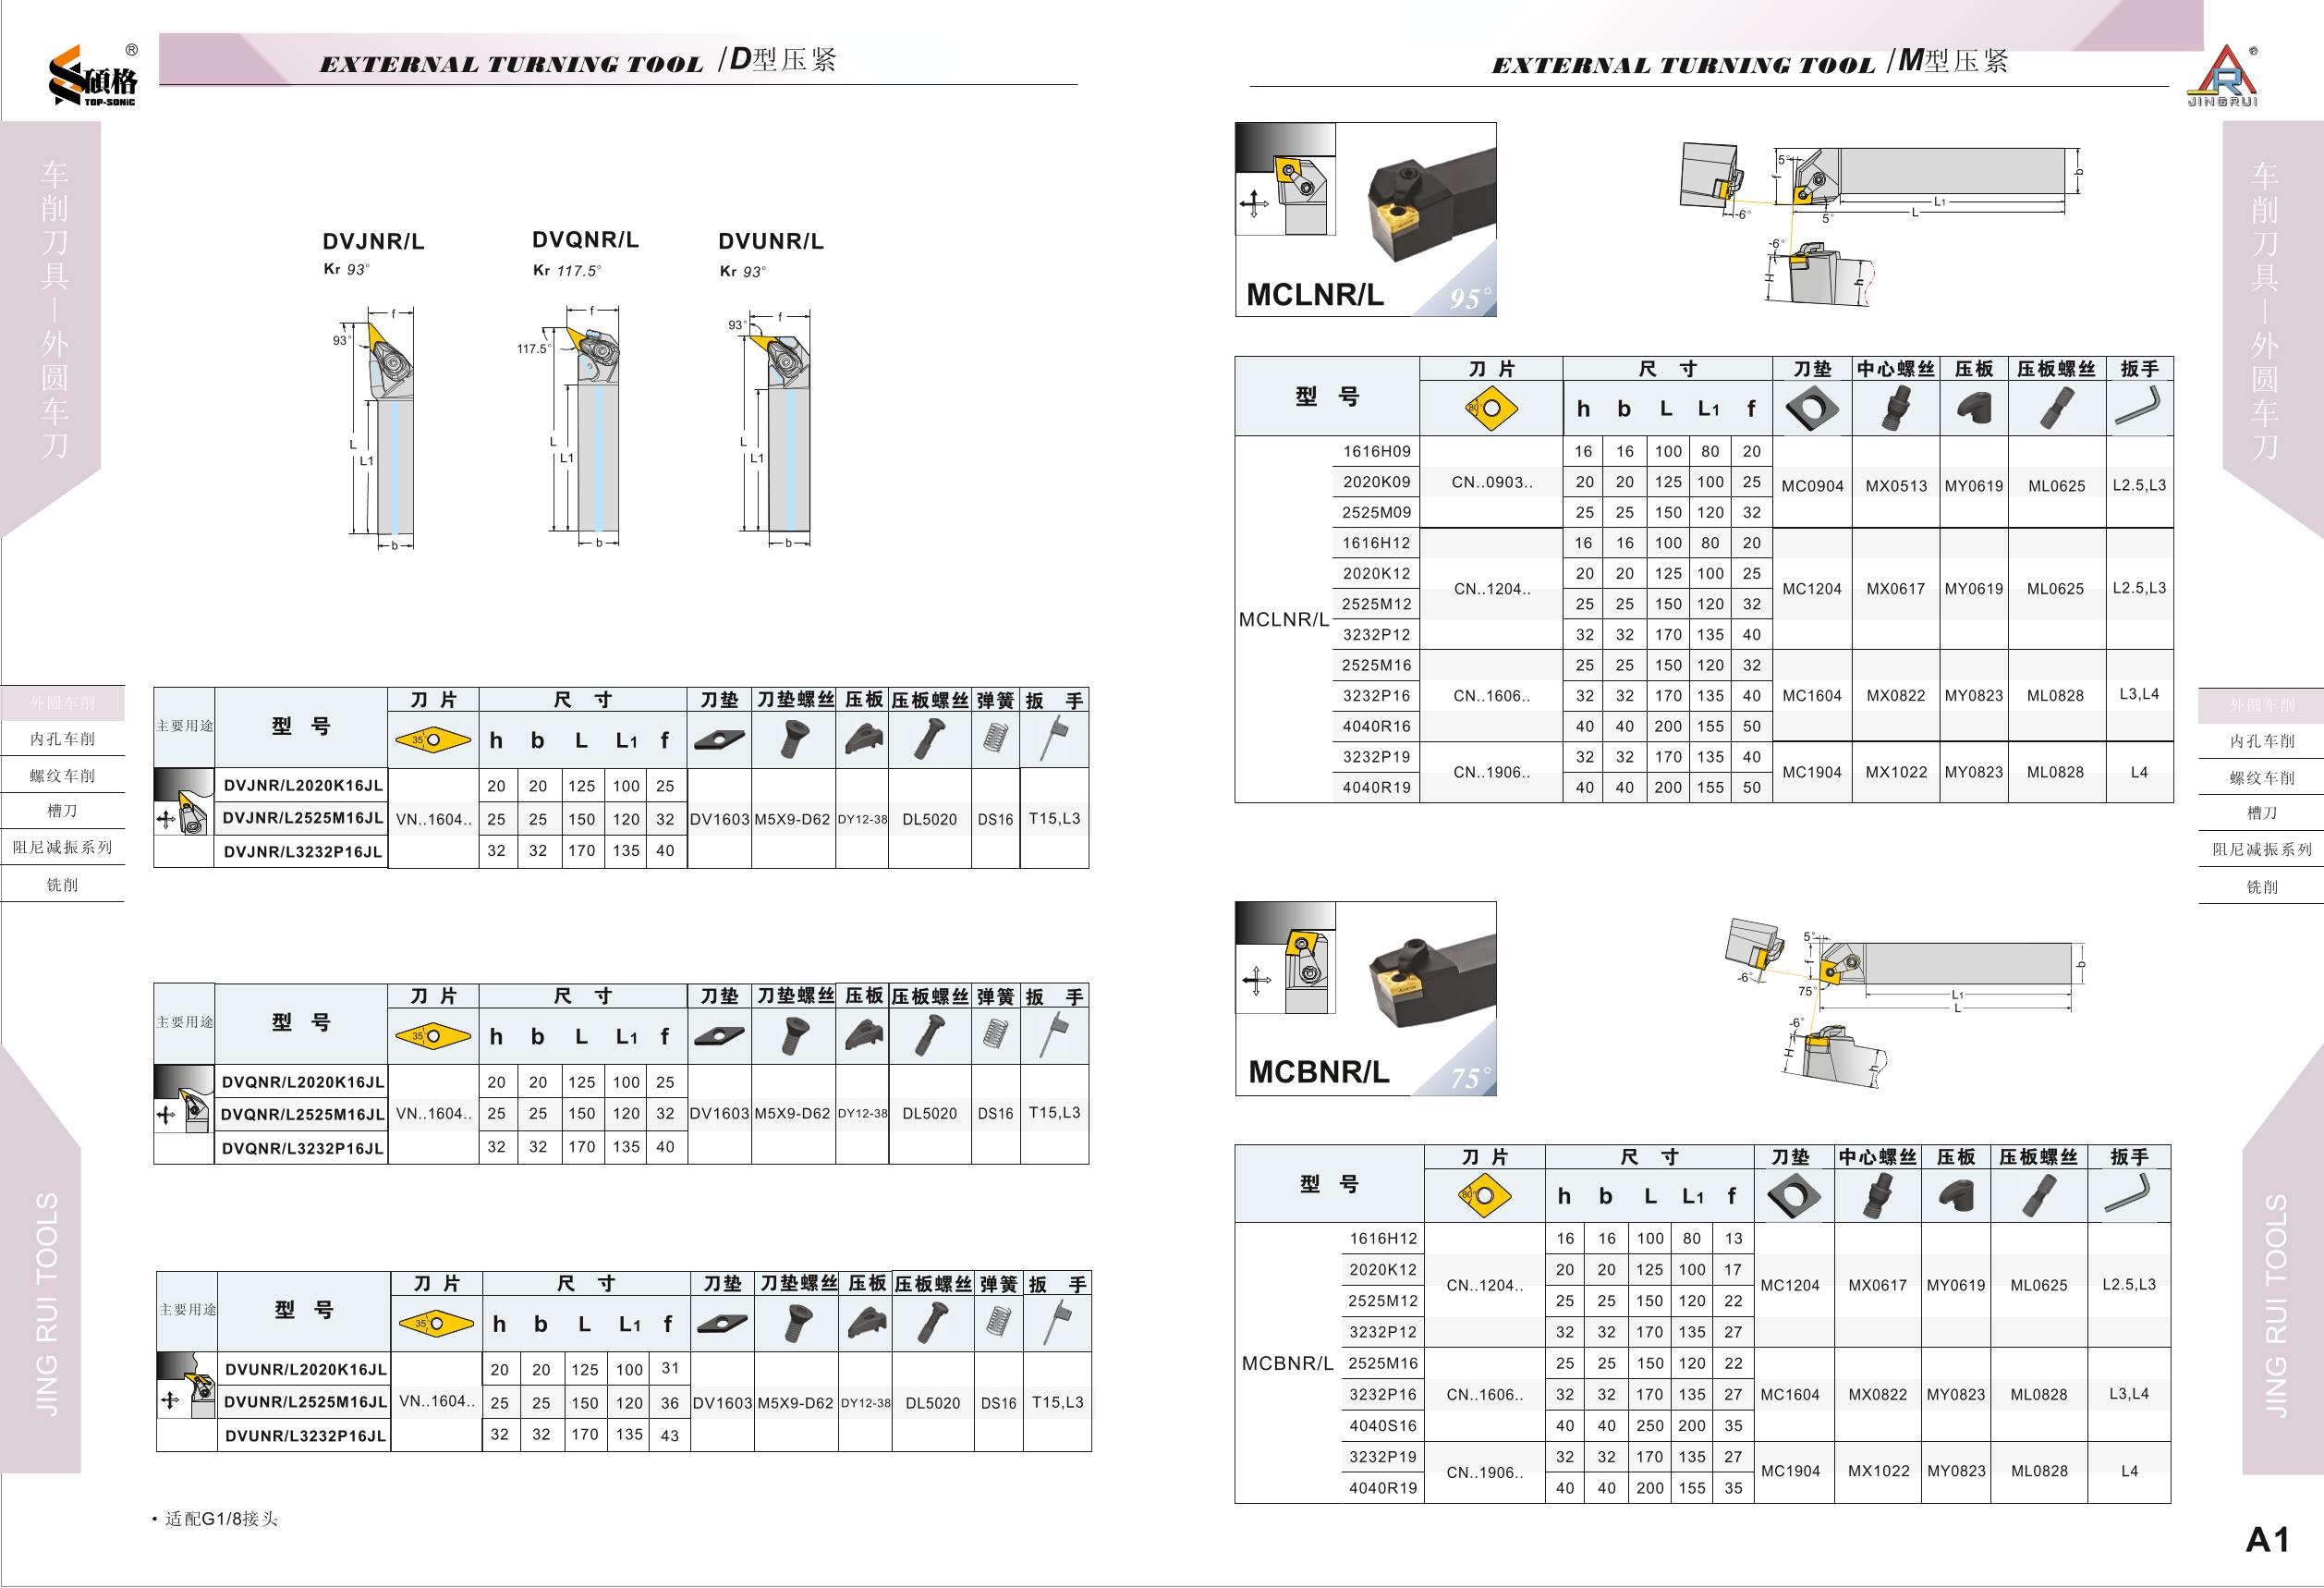 硕格®
TOP-SONIC
EXTERNAL TURNING TOOL /D型压紧
车削刀具—外圆车刀
外圆车削
内孔车削
螺纹车削
槽刀
阻尼减振系列
铣削
JING RUI TOOLS
DVJNR/L DVQNR/L DVUNR/L
Kr 93° Kr 117.5° Kr 93°
f f f
93° 117.5° 93°
L L L
L1 L1 L1
b b b
主要用途 型 号 刀 片 尺 寸 刀垫 刀垫螺丝 压板 压板螺丝 弹簧 扳 手
35° h b L L1 f
DVJNR/L2020K16JL 20 20 125 100 25
DVJNR/L2525M16JL VN..1604.. 25 25 150 120 32 DV1603 M5X9-D62 DY12-38 DL5020 DS16 T15,L3
DVJNR/L3232P16JL 32 32 170 135 40
主要用途 型 号 刀 片 尺 寸 刀垫 刀垫螺丝 压板 压板螺丝 弹簧 扳 手
35° h b L L1 f
DVQNR/L2020K16JL 20 20 125 100 25
DVQNR/L2525M16JL VN..1604.. 25 25 150 120 32 DV1603 M5X9-D62 DY12-38 DL5020 DS16 T15,L3
DVQNR/L3232P16JL 32 32 170 135 40
主要用途 型 号 刀 片 尺 寸 刀垫 刀垫螺丝 压板 压板螺丝 弹簧 扳 手
35° h b L L1 f
DVUNR/L2020K16JL 20 20 125 100 31
DVUNR/L2525M16JL VN..1604.. 25 25 150 120 36 DV1603 M5X9-D62 DY12-38 DL5020 DS16 T15,L3
DVUNR/L3232P16JL 32 32 170 135 43
• 适配G1/8接头
EXTERNAL TURNING TOOL /M型压紧
JR®
JINGRUI
MCLNR/L 95°
5° f b
L1
-6° 5° L
-6°
H h
型 号 刀 片 尺 寸 刀垫 中心螺丝 压板 压板螺丝 扳手
80° h b L L1 f
1616H09 16 16 100 80 20
2020K09 CN..0903.. 20 20 125 100 25 MC0904 MX0513 MY0619 ML0625 L2.5,L3
2525M09 25 25 150 120 32
1616H12 16 16 100 80 20
2020K12 20 20 125 100 25
CN..1204.. MC1204 MX0617 MY0619 ML0625 L2.5,L3
2525M12 25 25 150 120 32
MCLNR/L
3232P12 32 32 170 135 40
2525M16 25 25 150 120 32
3232P16 CN..1606.. 32 32 170 135 40 MC1604 MX0822 MY0823 ML0828 L3,L4
4040R16 40 40 200 155 50
3232P19 32 32 170 135 40
CN..1906.. MC1904 MX1022 MY0823 ML0828 L4
4040R19 40 40 200 155 50
MCBNR/L 75°
5° f b
-6° 75° L1
L
-6°
H h
型 号 刀 片 尺 寸 刀垫 中心螺丝 压板 压板螺丝 扳手
80° h b L L1 f
1616H12 16 16 100 80 13
2020K12 20 20 125 100 17
CN..1204.. MC1204 MX0617 MY0619 ML0625 L2.5,L3
2525M12 25 25 150 120 22
3232P12 32 32 170 135 27
MCBNR/L 2525M16 25 25 150 120 22
3232P16 CN..1606.. 32 32 170 135 27 MC1604 MX0822 MY0823 ML0828 L3,L4
4040S16 40 40 250 200 35
3232P19 32 32 170 135 27
CN..1906.. MC1904 MX1022 MY0823 ML0828 L4
4040R19 40 40 200 155 35
车削刀具—外圆车刀
外圆车削
内孔车削
螺纹车削
槽刀
阻尼减振系列
铣削
JING RUI TOOLS
A1